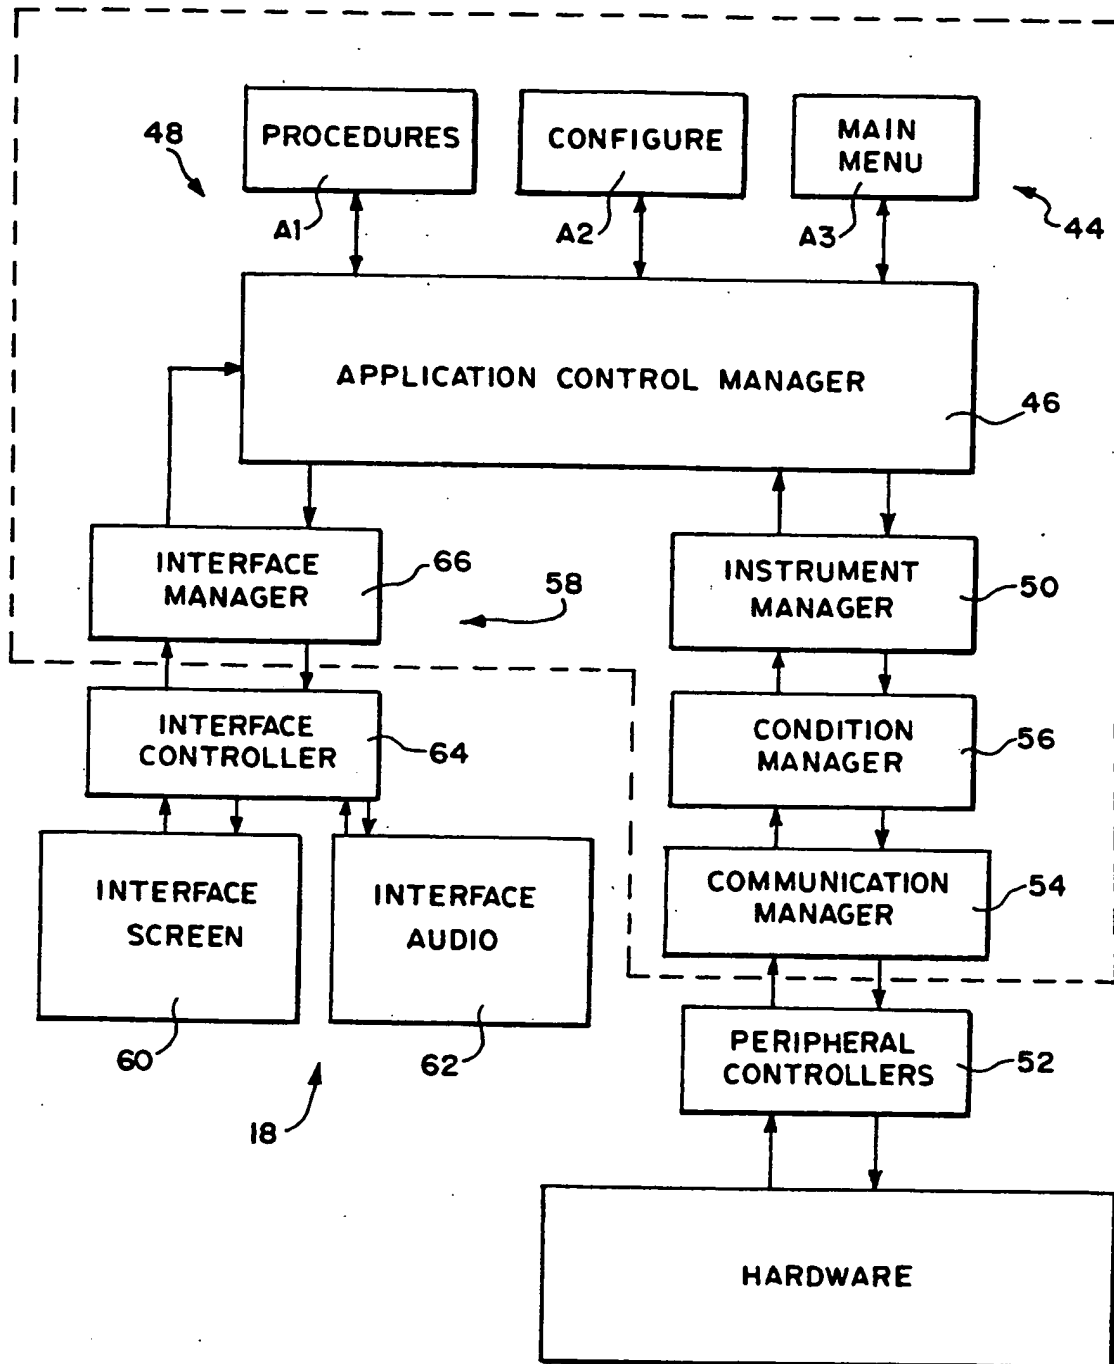 PROCEDURES
CONFIGURE
MAIN
MENU
48
A1
A2
A3
44
APPLICATION CONTROL MANAGER
46
INTERFACE
MANAGER
66
58
INSTRUMENT
MANAGER
50
INTERFACE
CONTROLLER
64
CONDITION
MANAGER
56
INTERFACE
SCREEN
60
INTERFACE
AUDIO
62
COMMUNICATION
MANAGER
54
18
PERIPHERAL
CONTROLLERS
52
HARDWARE